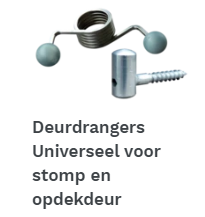 Deurdrangers
Universeel voor
stomp en
opdekdeur